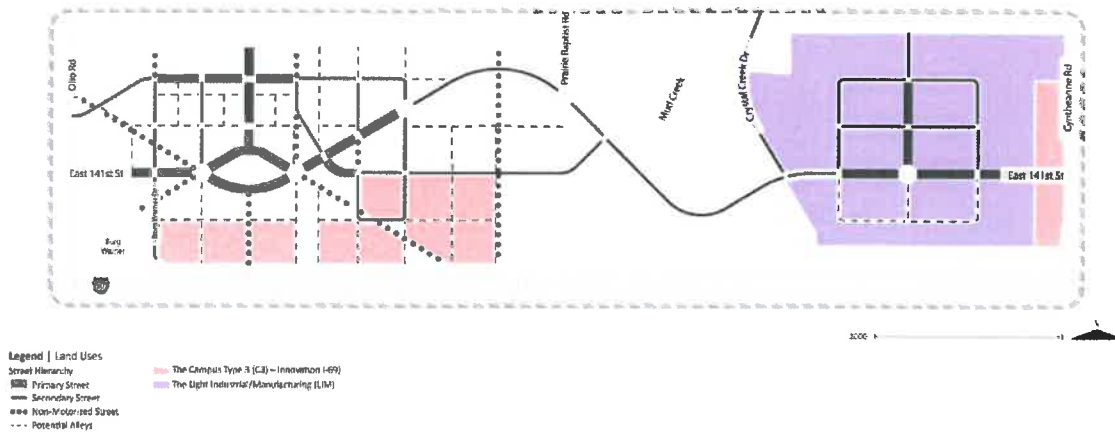 Olio Rd
Prairie Baptist Rd
Mud Creek
Crystal Creek Dr
Cyntheanne Rd
East 141st St
East 141st St
Borg
Warner
Legend | Land Uses
Street Hierarchy
Primary Street
Secondary Street
Non-Motorized Street
Potential Alleys
The Campus Type 3 (C3) – Innovation I-69)
The Light Industrial/Manufacturing (LIM)